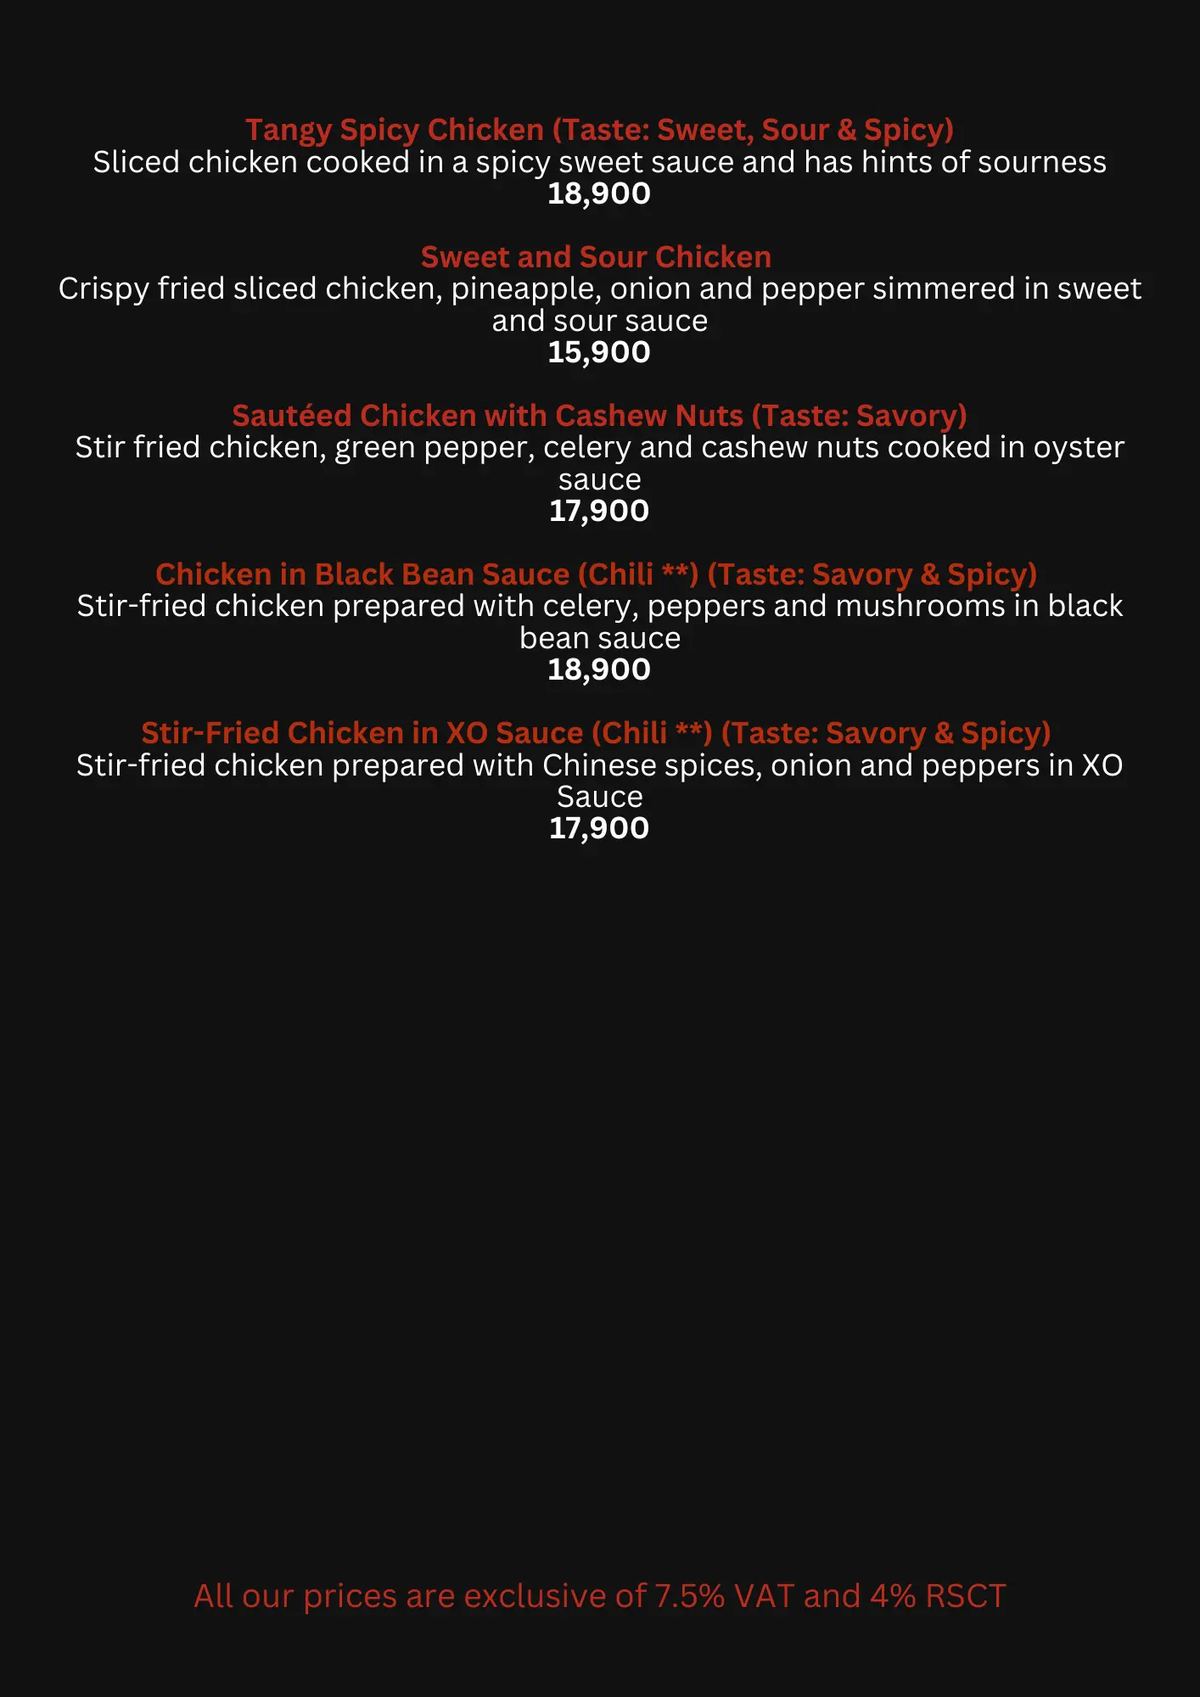 Tangy Spicy Chicken (Taste: Sweet, Sour & Spicy)
Sliced chicken cooked in a spicy sweet sauce and has hints of sourness
18,900
Sweet and Sour Chicken
Crispy fried sliced chicken, pineapple, onion and pepper simmered in sweet
and sour sauce
15,900
Sautéed Chicken with Cashew Nuts (Taste: Savory)
Stir fried chicken, green pepper, celery and cashew nuts cooked in oyster
sauce
17,900
Chicken in Black Bean Sauce (Chili **) (Taste: Savory & Spicy)
Stir-fried chicken prepared with celery, peppers and mushrooms in black
bean sauce
18,900
Stir-Fried Chicken in XO Sauce (Chili **) (Taste: Savory & Spicy)
Stir-fried chicken prepared with Chinese spices, onion and peppers in XO
Sauce
17,900
All our prices are exclusive of 7.5% VAT and 4% RSCT